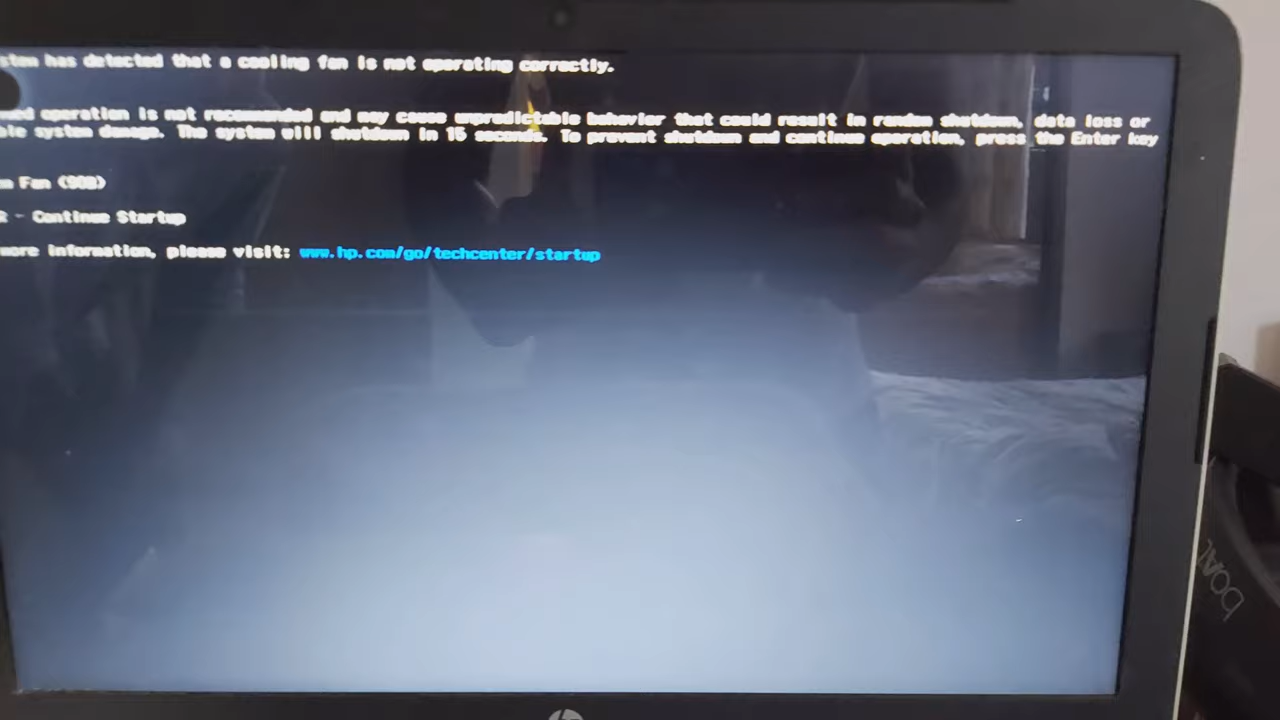 stem has detected that a cooling fan is not operating correctly.
ued operation is not recommended and may cause unpredictable behavior that could result in random shutdown, data loss or
ble system damage. The system will shutdown in 15 seconds. To prevent shutdown and continue operation, press the Enter key
m Fan (90B)
R - Continue Startup
more information, please visit: www.hp.com/go/techcenter/startup
hp
boAt